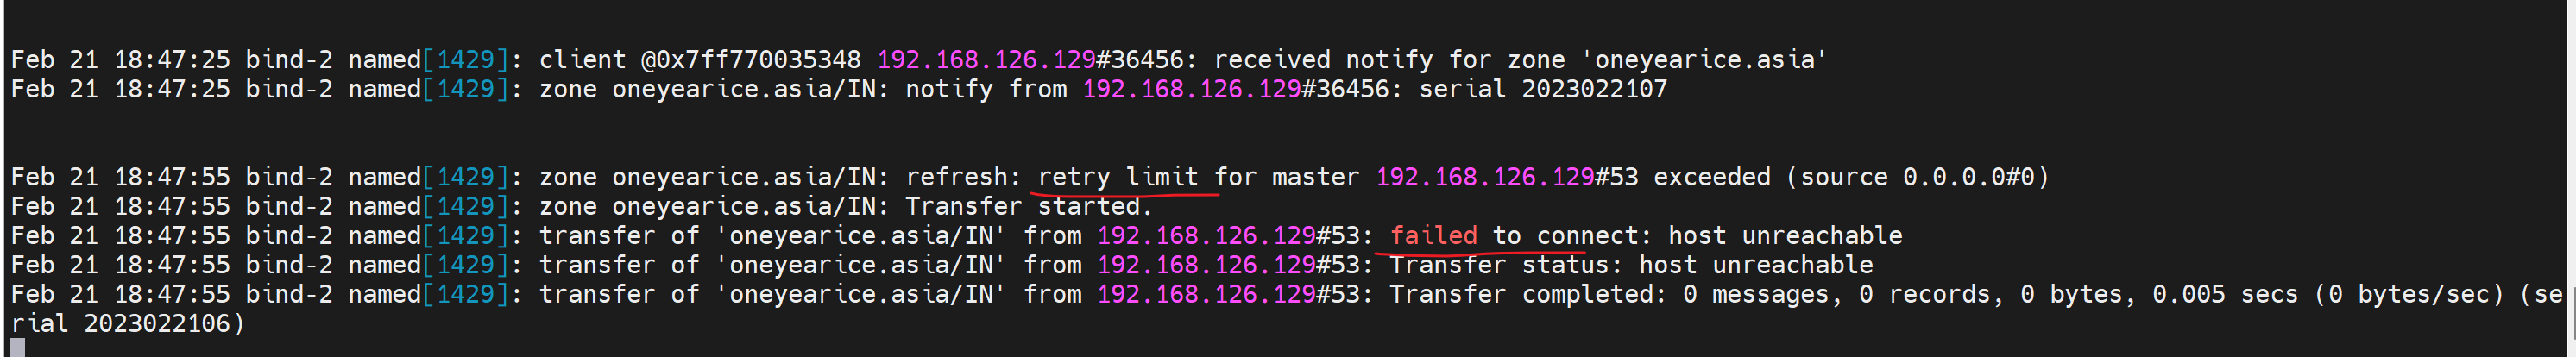 Feb 21 18:47:25 bind-2 named[1429]: client @0x7ff770035348 192.168.126.129#36456: received notify for zone 'oneyearice.asia'
Feb 21 18:47:25 bind-2 named[1429]: zone oneyearice.asia/IN: notify from 192.168.126.129#36456: serial 2023022107
Feb 21 18:47:55 bind-2 named[1429]: zone oneyearice.asia/IN: refresh: retry limit for master 192.168.126.129#53 exceeded (source 0.0.0.0#0)
Feb 21 18:47:55 bind-2 named[1429]: zone oneyearice.asia/IN: Transfer started.
Feb 21 18:47:55 bind-2 named[1429]: transfer of 'oneyearice.asia/IN' from 192.168.126.129#53: failed to connect: host unreachable
Feb 21 18:47:55 bind-2 named[1429]: transfer of 'oneyearice.asia/IN' from 192.168.126.129#53: Transfer status: host unreachable
Feb 21 18:47:55 bind-2 named[1429]: transfer of 'oneyearice.asia/IN' from 192.168.126.129#53: Transfer completed: 0 messages, 0 records, 0 bytes, 0.005 secs (0 bytes/sec) (se
rial 2023022106)